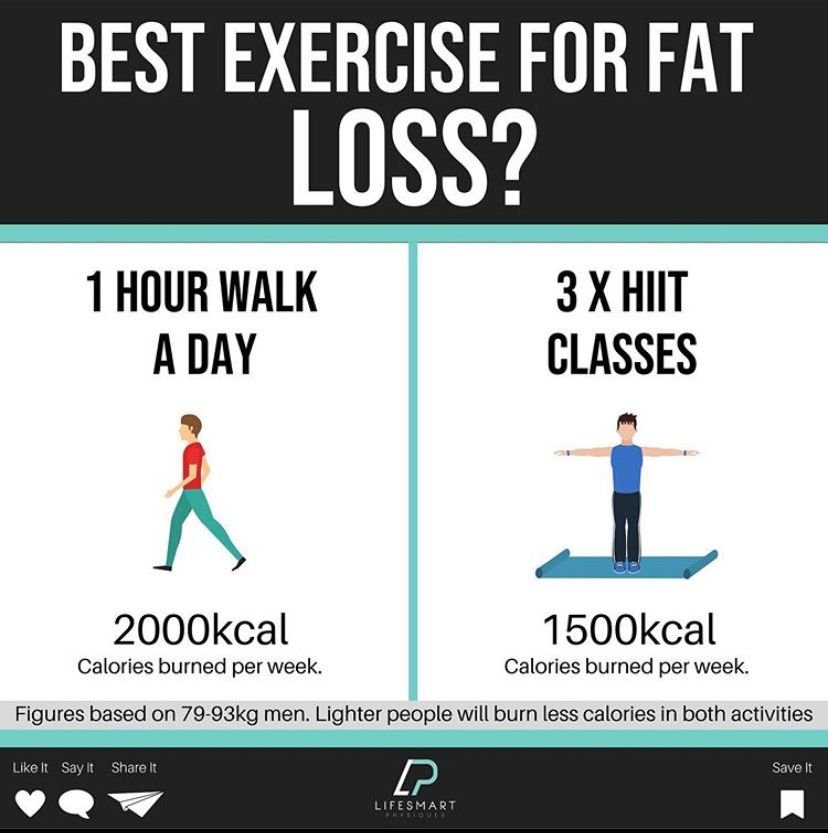 BEST EXERCISE FOR FAT
LOSS?
1 HOUR WALK
A DAY
2000kcal
Calories burned per week.
3 X HIIT
CLASSES
1500kcal
Calories burned per week.
Figures based on 79-93kg men. Lighter people will burn less calories in both activities
Like It Say It Share It
LIFESMART
PHYSIQUES
Save It